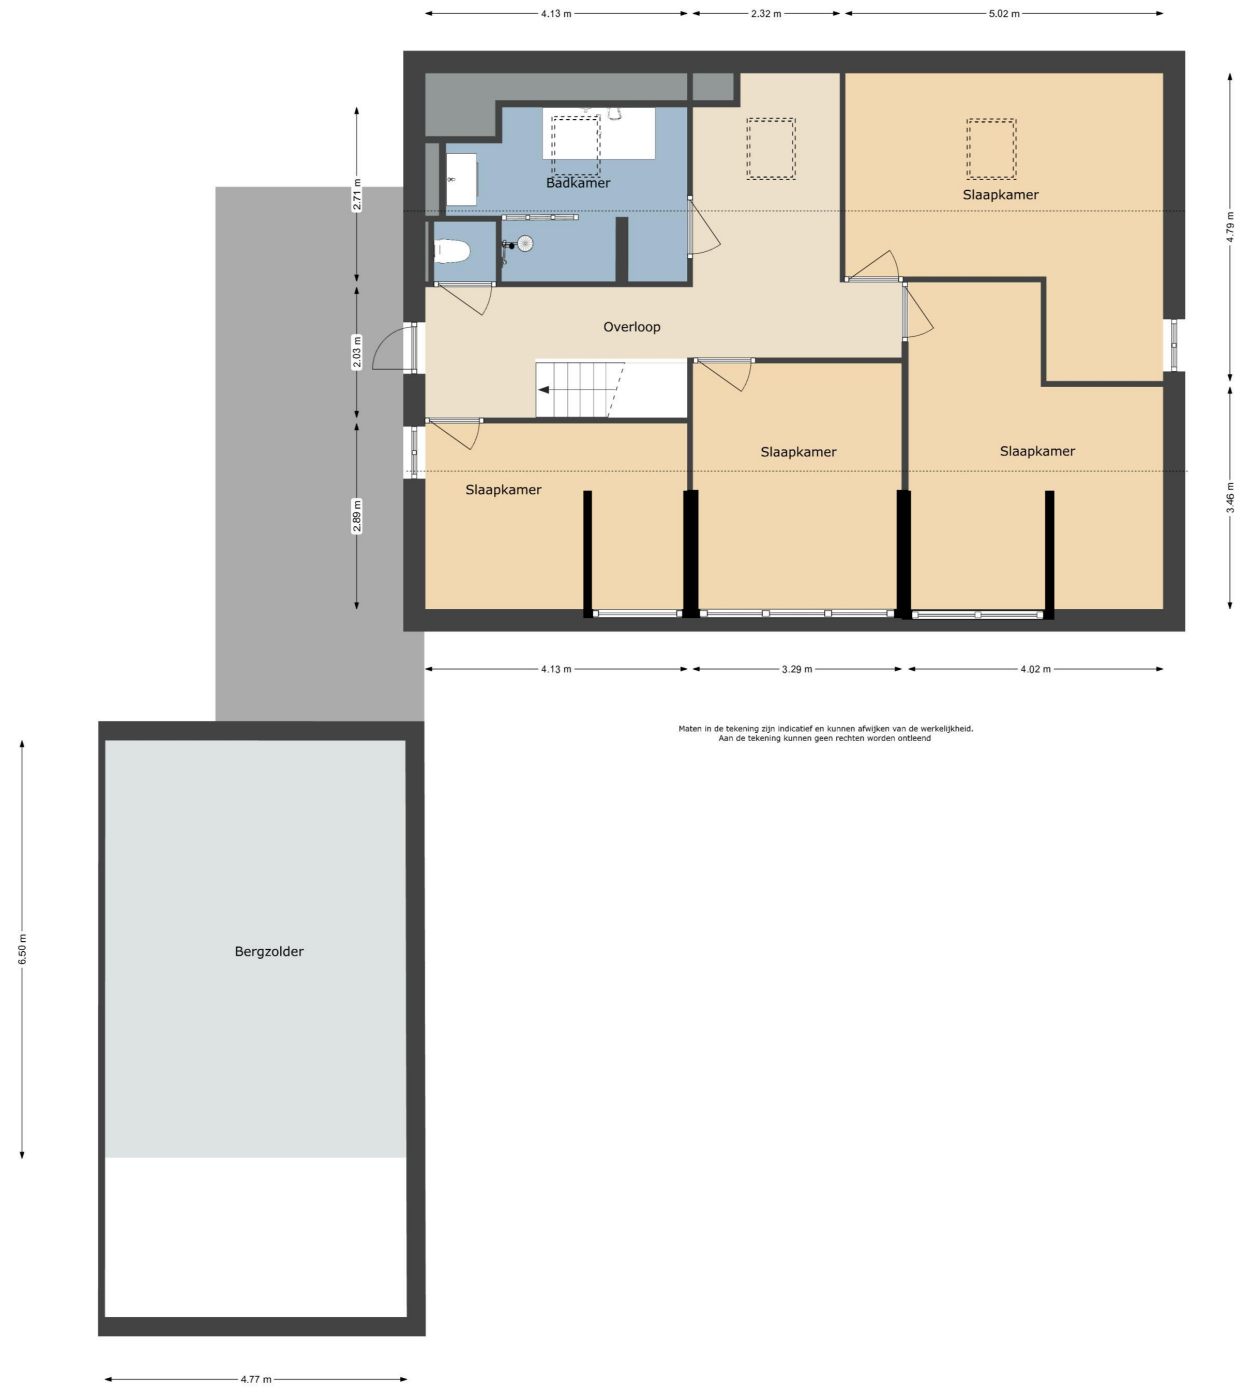 4.13 m
2.32 m
5.02 m
2.71 m
Badkamer
Slaapkamer
4.79 m
Overloop
2.03 m
Slaapkamer
Slaapkamer
Slaapkamer
2.89 m
3.46 m
4.13 m
3.29 m
4.02 m
Maten in de tekening zijn indicatief en kunnen afwijken van de werkelijkheid.
Aan de tekening kunnen geen rechten worden ontleend
6.50 m
Bergzolder
4.77 m